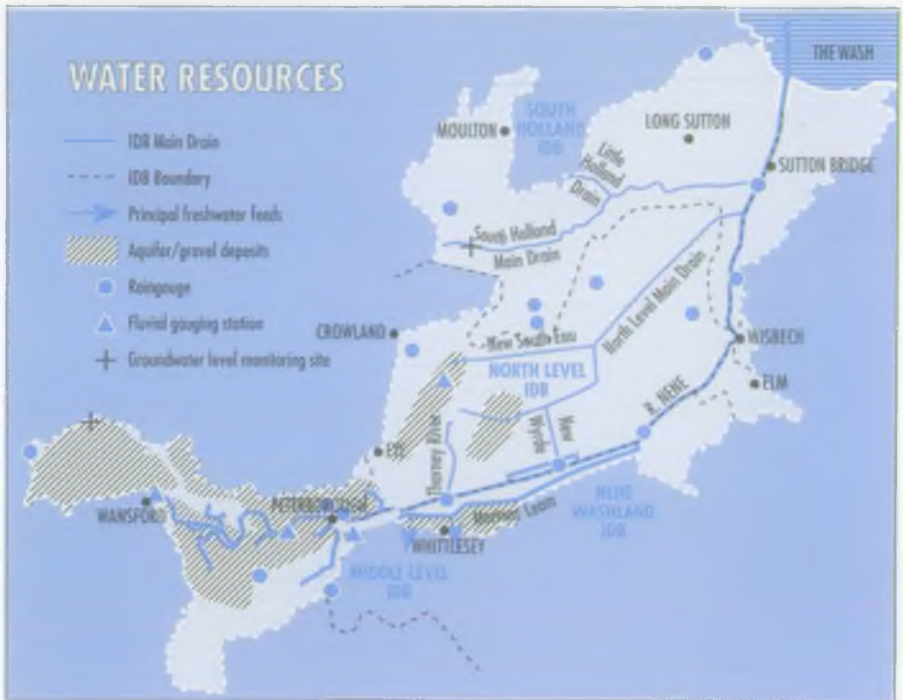 WATER RESOURCES
IDB Main Drain
IDB Boundary
Principal freshwater feeds
Aquifer/gravel deposits
Raingauge
Fluvial gauging station
Groundwater level monitoring site
THE WASH
SOUTH
HOLLAND
IDB
MOULTON
LONG SUTTON
SUTTON BRIDGE
Little
Holland
Drain
South Holland
Main Drain
North Level Main Drain
CROWLAND
New South Eau
WISBECH
NORTH LEVEL
IDB
ELM
R. NENE
New
Wryde
Thorney River
EYE
PETERBOROUGH
WANSFORD
Mortons Leam
WHITTLESEY
NENE
WASHLAND
IDB
MIDDLE LEVEL
IDB